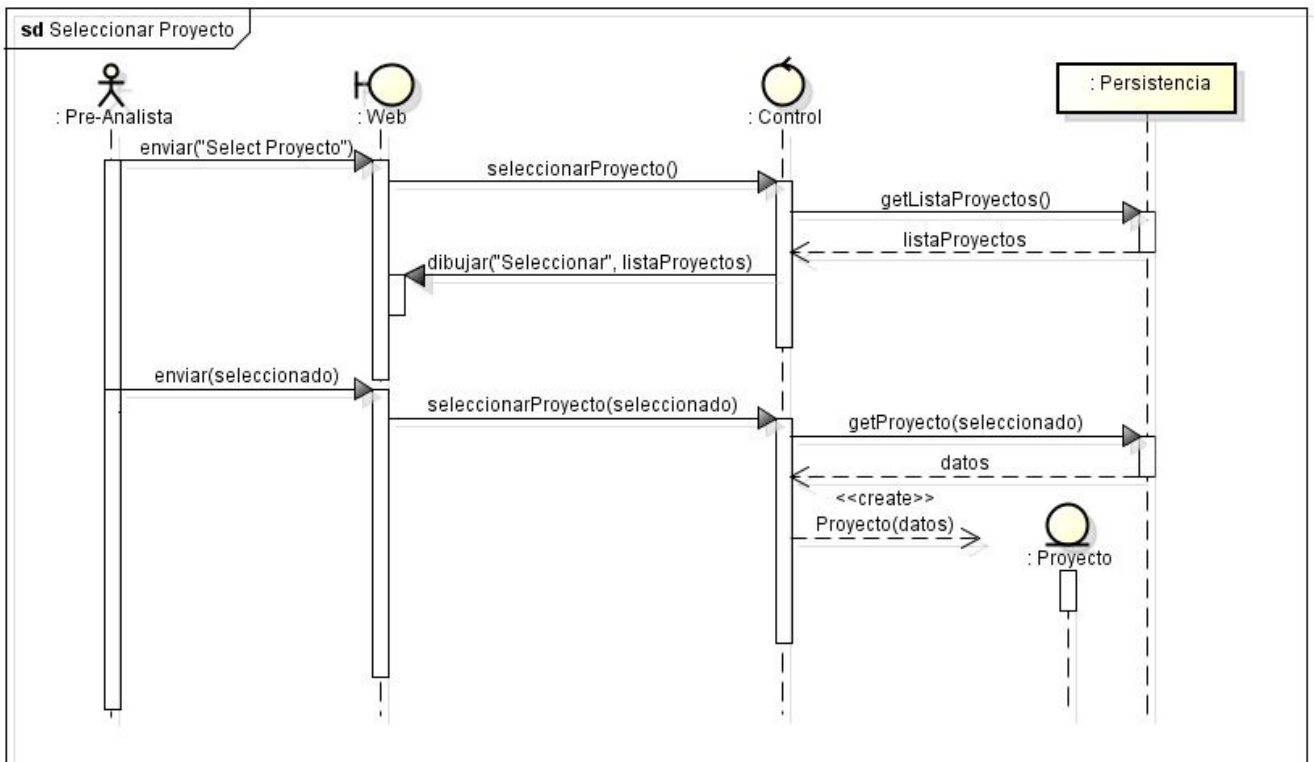 sd Seleccionar Proyecto
: Pre-Analista
: Web
: Control
: Persistencia
enviar("Select Proyecto")
seleccionarProyecto()
getListaProyectos()
listaProyectos
dibujar("Seleccionar", listaProyectos)
enviar(seleccionado)
seleccionarProyecto(seleccionado)
getProyecto(seleccionado)
datos
<<create>>
Proyecto(datos)
: Proyecto